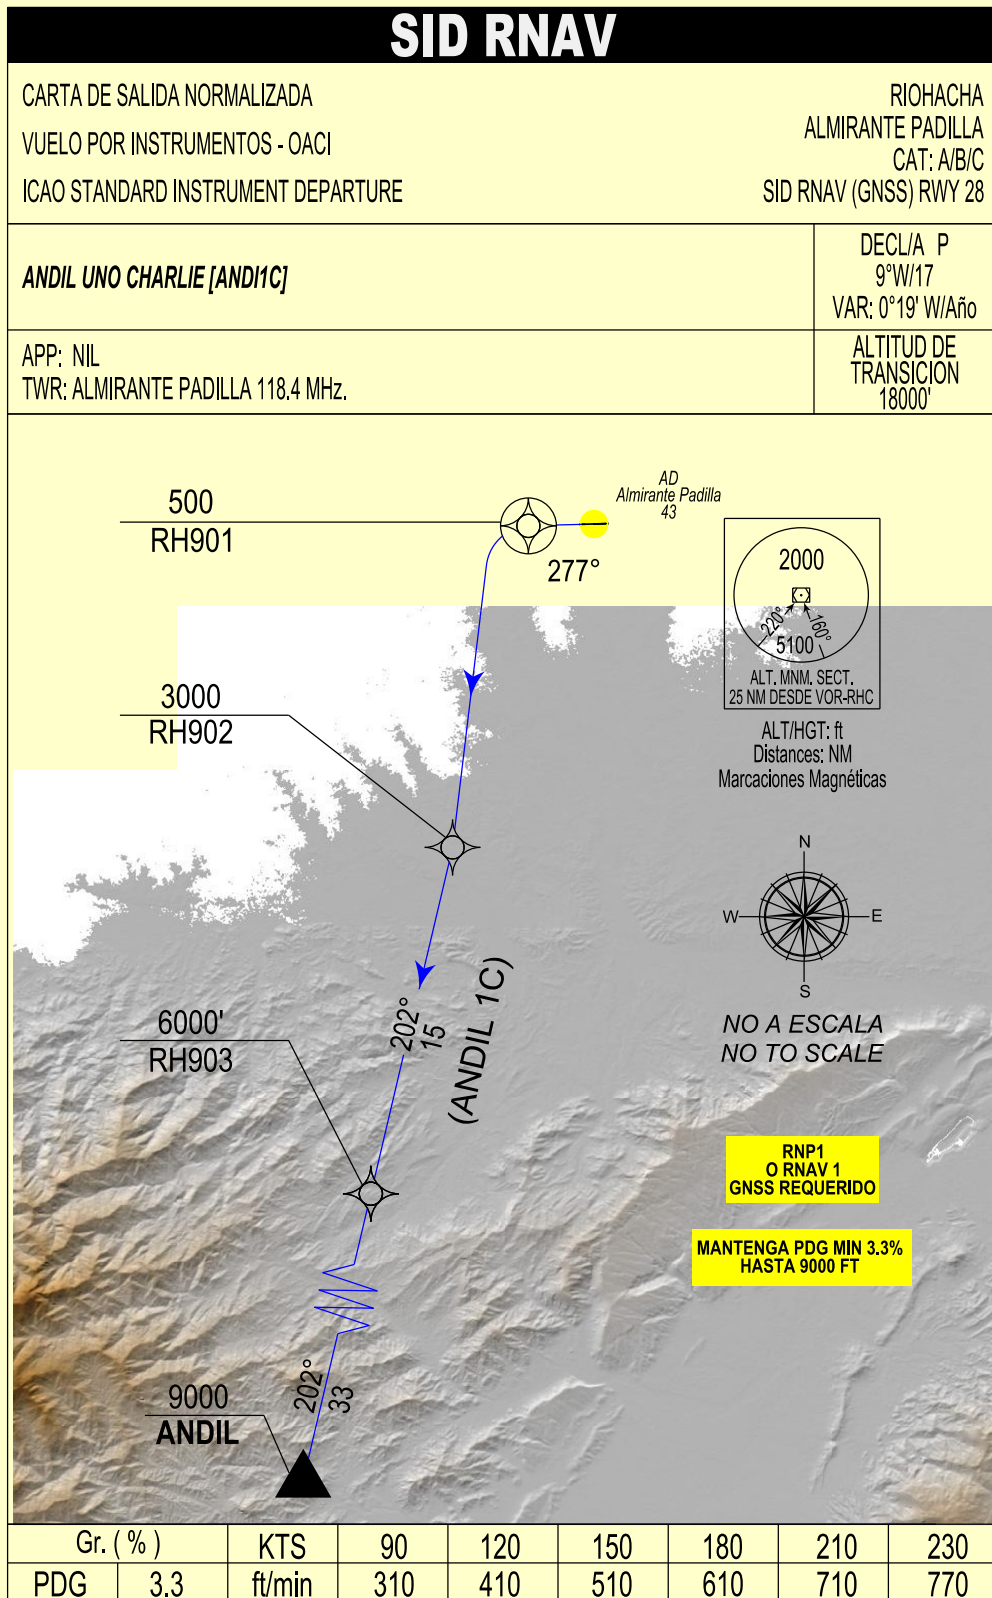 SID RNAV
CARTA DE SALIDA NORMALIZADA
VUELO POR INSTRUMENTOS - OACI
ICAO STANDARD INSTRUMENT DEPARTURE
RIOHACHA
ALMIRANTE PADILLA
CAT: A/B/C
SID RNAV (GNSS) RWY 28
ANDIL UNO CHARLIE [ANDI1C]
DECL/A P
9°W/17
VAR: 0°19' W/Año
APP: NIL
TWR: ALMIRANTE PADILLA 118.4 MHz.
ALTITUD DE
TRANSICION
18000'
500
RH901
AD
Almirante Padilla
43
277°
2000
220°
160°
5100
ALT. MNM. SECT.
25 NM DESDE VOR-RHC
ALT/HGT: ft
Distances: NM
Marcaciones Magnéticas
3000
RH902
N
W
E
S
NO A ESCALA
NO TO SCALE
202°
15
(ANDIL 1C)
6000'
RH903
RNP1
O RNAV 1
GNSS REQUERIDO
MANTENGA PDG MIN 3.3%
HASTA 9000 FT
202°
33
9000
ANDIL
Gr. ( % ) KTS 90 120 150 180 210 230
PDG 3.3 ft/min 310 410 510 610 710 770